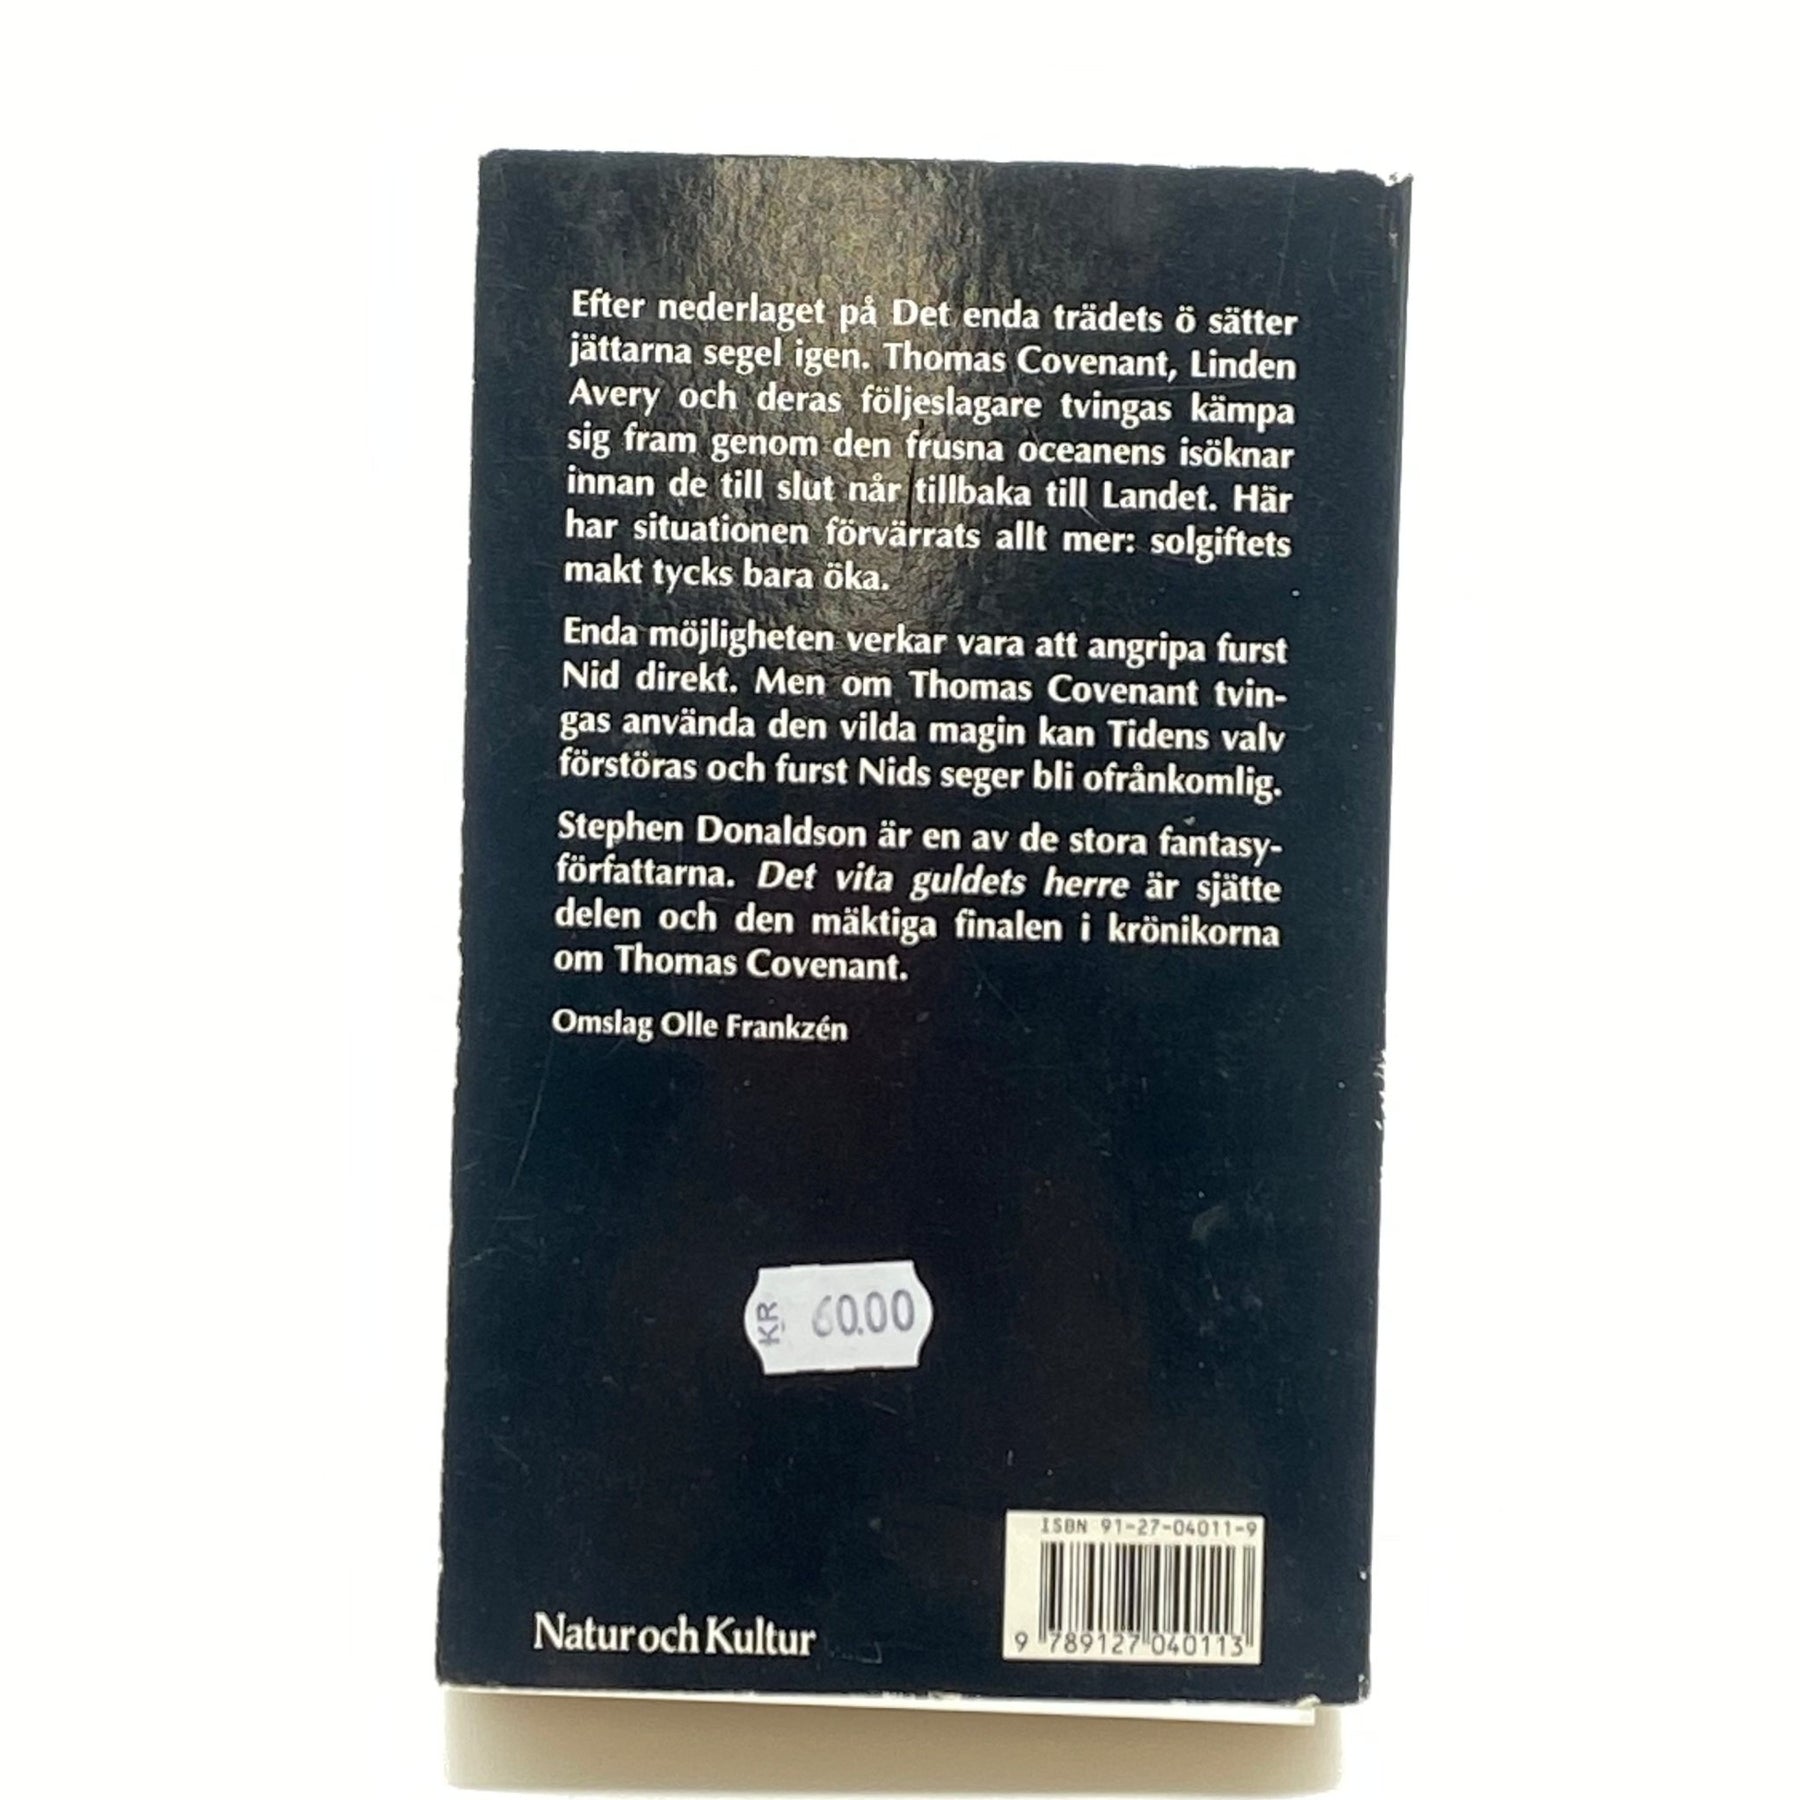 Efter nederlaget på Det enda trädets ö sätter
jättarna segel igen. Thomas Covenant, Linden
Avery och deras följeslagare tvingas kämpa
sig fram genom den frusna oceanens isöknar
innan de till slut når tillbaka till Landet. Här
har situationen förvärrats allt mer: solgiftets
makt tycks bara öka.
Enda möjligheten verkar vara att angripa furst
Nid direkt. Men om Thomas Covenant tvin-
gas använda den vilda magin kan Tidens valv
förstöras och furst Nids seger bli ofrånkomlig.
Stephen Donaldson är en av de stora fantasy-
författarna. Det vita guldets herre är sjätte
delen och den mäktiga finalen i krönikorna
om Thomas Covenant.
Omslag Olle Frankzén
KR 60.00
ISBN 91-27-04011-9
9 789127 040113
Natur och Kultur